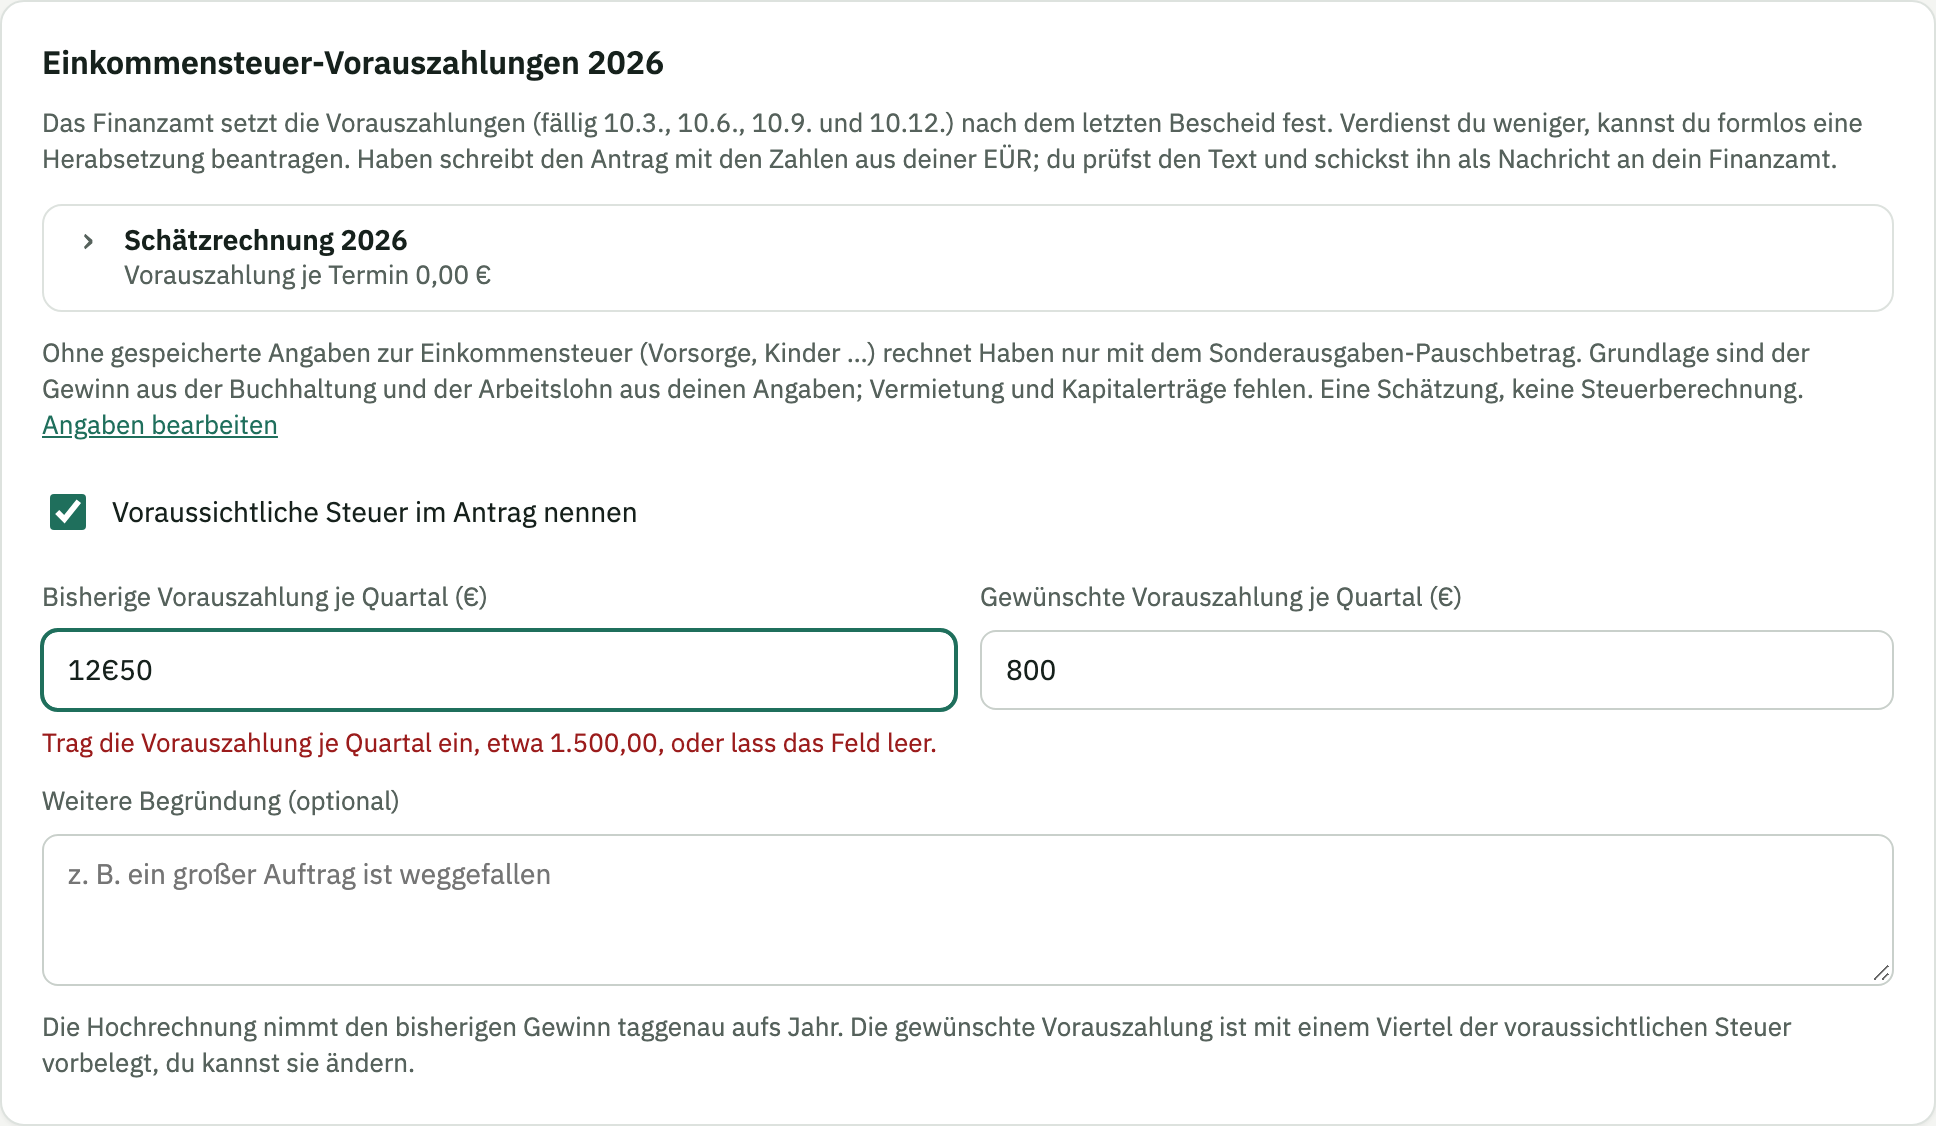 Einkommensteuer-Vorauszahlungen 2026
Das Finanzamt setzt die Vorauszahlungen (fällig 10.3., 10.6., 10.9. und 10.12.) nach dem letzten Bescheid fest. Verdienst du weniger, kannst du formlos eine
Herabsetzung beantragen. Haben schreibt den Antrag mit den Zahlen aus deiner EÜR; du prüfst den Text und schickst ihn als Nachricht an dein Finanzamt.
Schätzrechnung 2026
Vorauszahlung je Termin 0,00 €
Ohne gespeicherte Angaben zur Einkommensteuer (Vorsorge, Kinder ...) rechnet Haben nur mit dem Sonderausgaben-Pauschbetrag. Grundlage sind der
Gewinn aus der Buchhaltung und der Arbeitslohn aus deinen Angaben; Vermietung und Kapitalerträge fehlen. Eine Schätzung, keine Steuerberechnung.
Angaben bearbeiten
Voraussichtliche Steuer im Antrag nennen
Bisherige Vorauszahlung je Quartal (€)
Gewünschte Vorauszahlung je Quartal (€)
12€50
800
Trag die Vorauszahlung je Quartal ein, etwa 1.500,00, oder lass das Feld leer.
Weitere Begründung (optional)
z. B. ein großer Auftrag ist weggefallen
Die Hochrechnung nimmt den bisherigen Gewinn taggenau aufs Jahr. Die gewünschte Vorauszahlung ist mit einem Viertel der voraussichtlichen Steuer
vorbelegt, du kannst sie ändern.